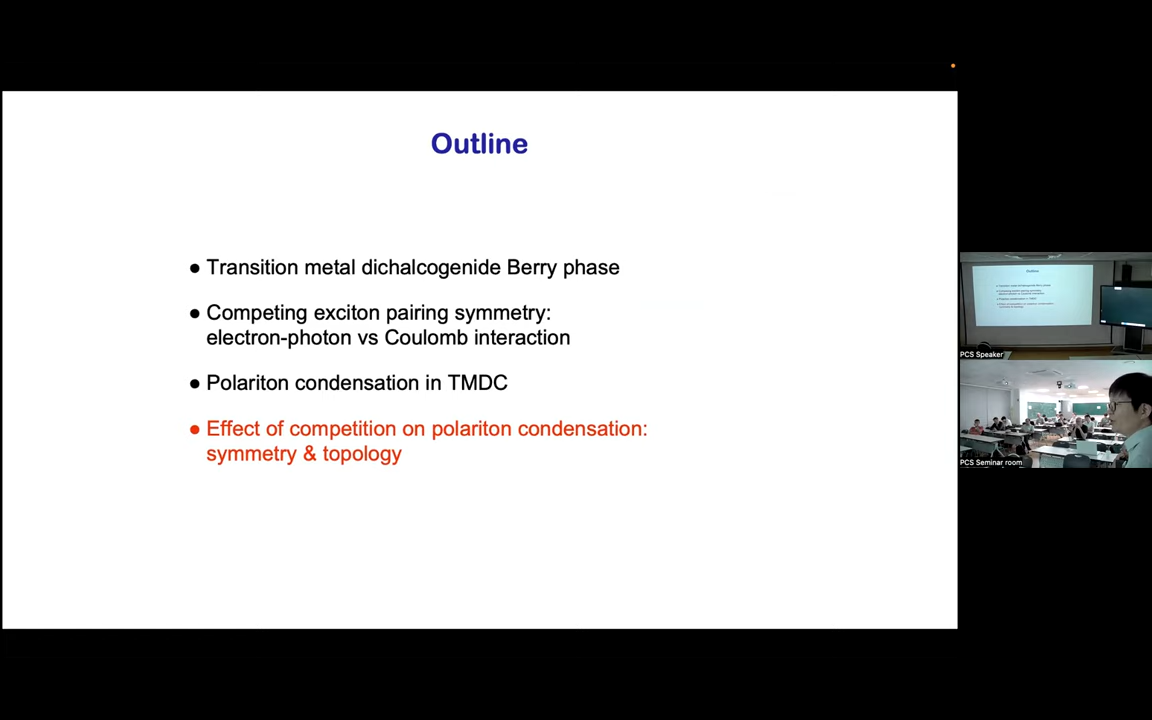 Outline
● Transition metal dichalcogenide Berry phase
● Competing exciton pairing symmetry:
electron-photon vs Coulomb interaction
● Polariton condensation in TMDC
● Effect of competition on polariton condensation:
symmetry & topology
PCS Speaker
PCS Seminar room